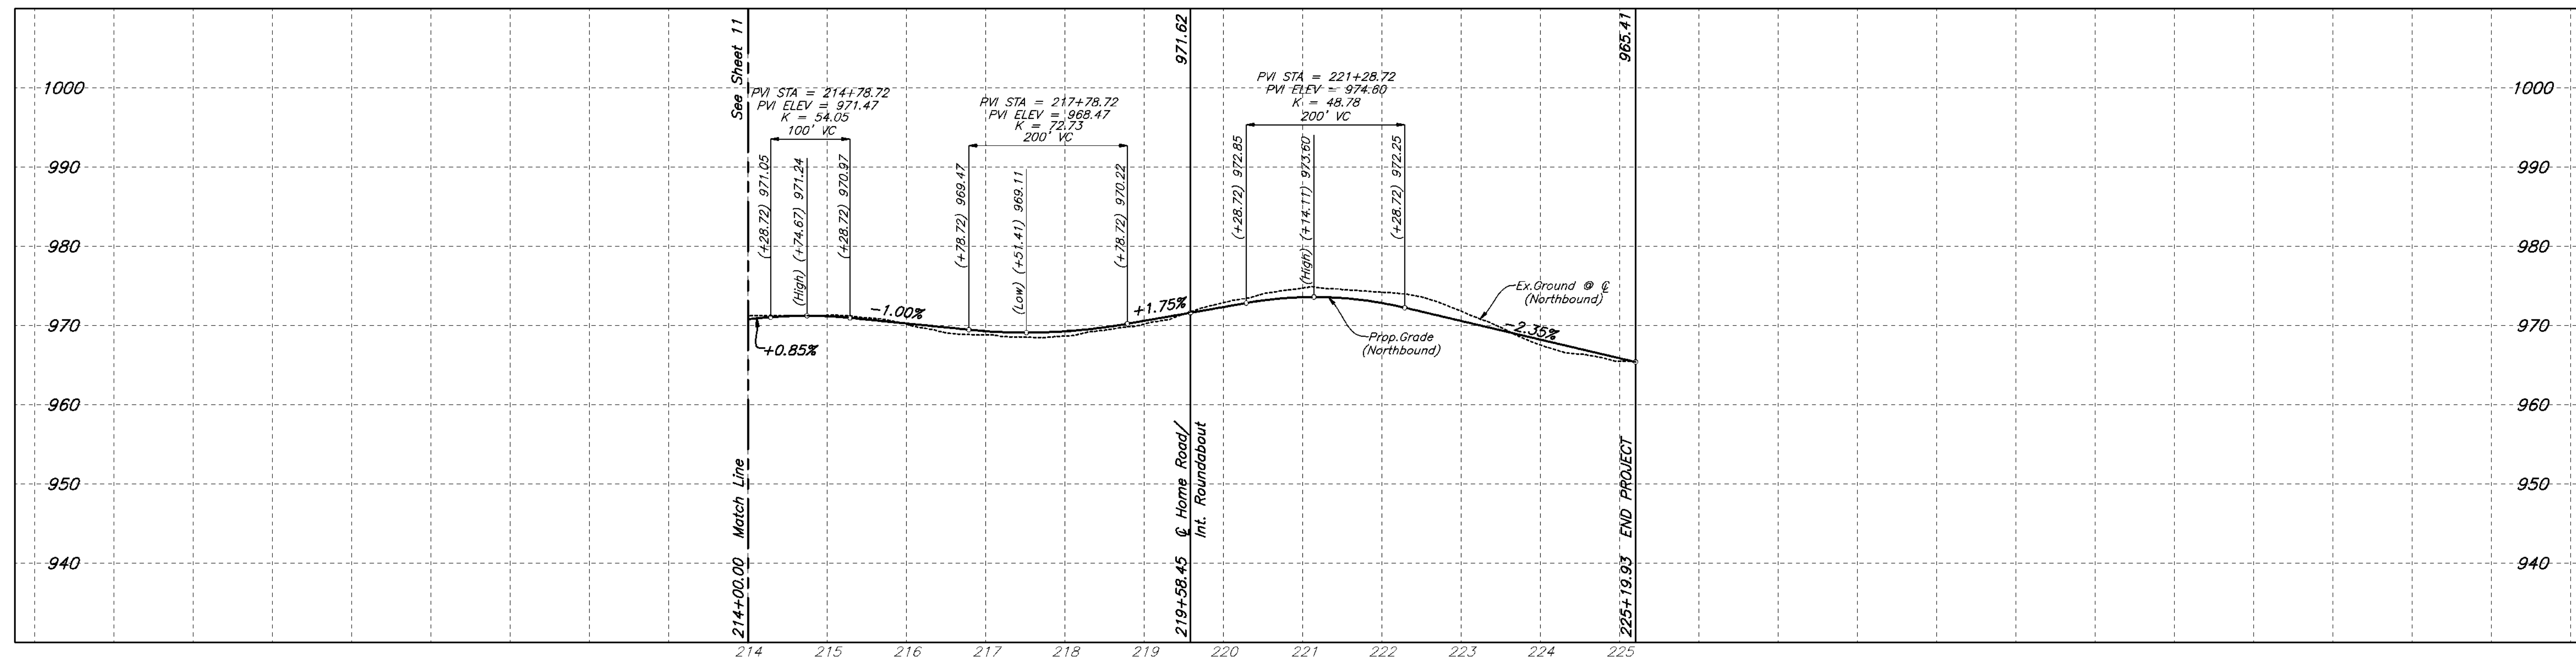 See Sheet 11
971.62
965.41
PVI STA = 214+78.72
PVI ELEV = 971.47
K = 54.05
100' VC
PVI STA = 217+78.72
PVI ELEV = 968.47
K = 72.73
200' VC
PVI STA = 221+28.72
PVI ELEV = 974.60
K = 48.78
200' VC
1000
990
980
970
960
950
940
1000
990
980
970
960
950
940
(+28.72) 971.05
(High) (+74.67) 971.24
(+28.72) 970.97
(+78.72) 969.47
(Low) (+51.41) 969.11
(+78.72) 970.22
(+28.72) 972.85
(High) (+14.11) 973.60
(+28.72) 972.25
+0.85%
-1.00%
+1.75%
-2.35%
Ex.Ground @ ℄
(Northbound)
Prop.Grade
(Northbound)
214+00.00 Match Line
219+58.45 ℄ Home Road/
Int. Roundabout
225+19.93 END PROJECT
214 215 216 217 218 219 220 221 222 223 224 225